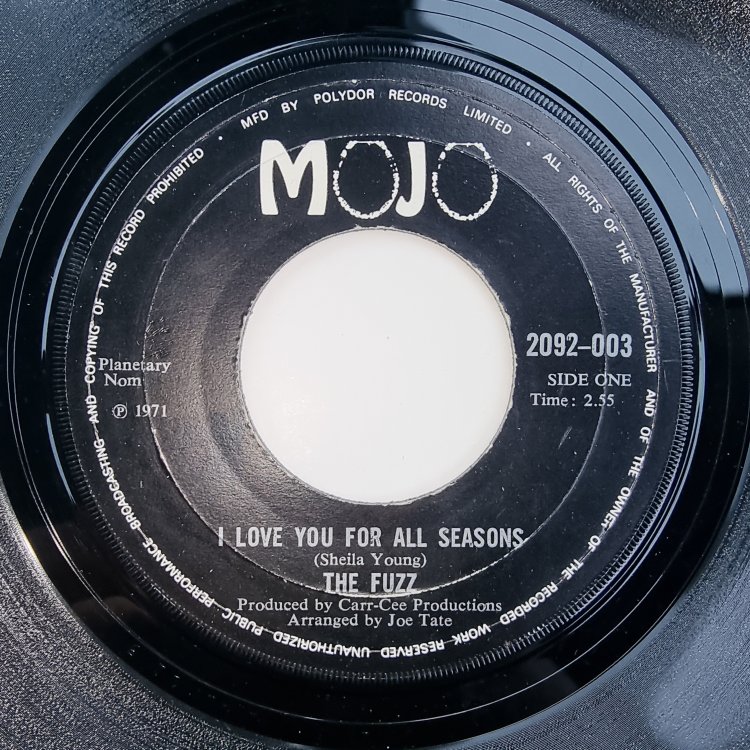 MFD BY POLYDOR RECORDS LIMITED • ALL RIGHTS OF THE MANUFACTURER AND OF THE OWNER OF THE RECORDED WORK RESERVED UNAUTHORIZED PUBLIC PERFORMANCE BROADCASTING AND COPYING OF THIS RECORD PROHIBITED •
MOJO
2092-003
Planetary
Nom
SIDE ONE
Time: 2.55
℗ 1971
I LOVE YOU FOR ALL SEASONS
(Sheila Young)
THE FUZZ
Produced by Carr-Cee Productions
Arranged by Joe Tate